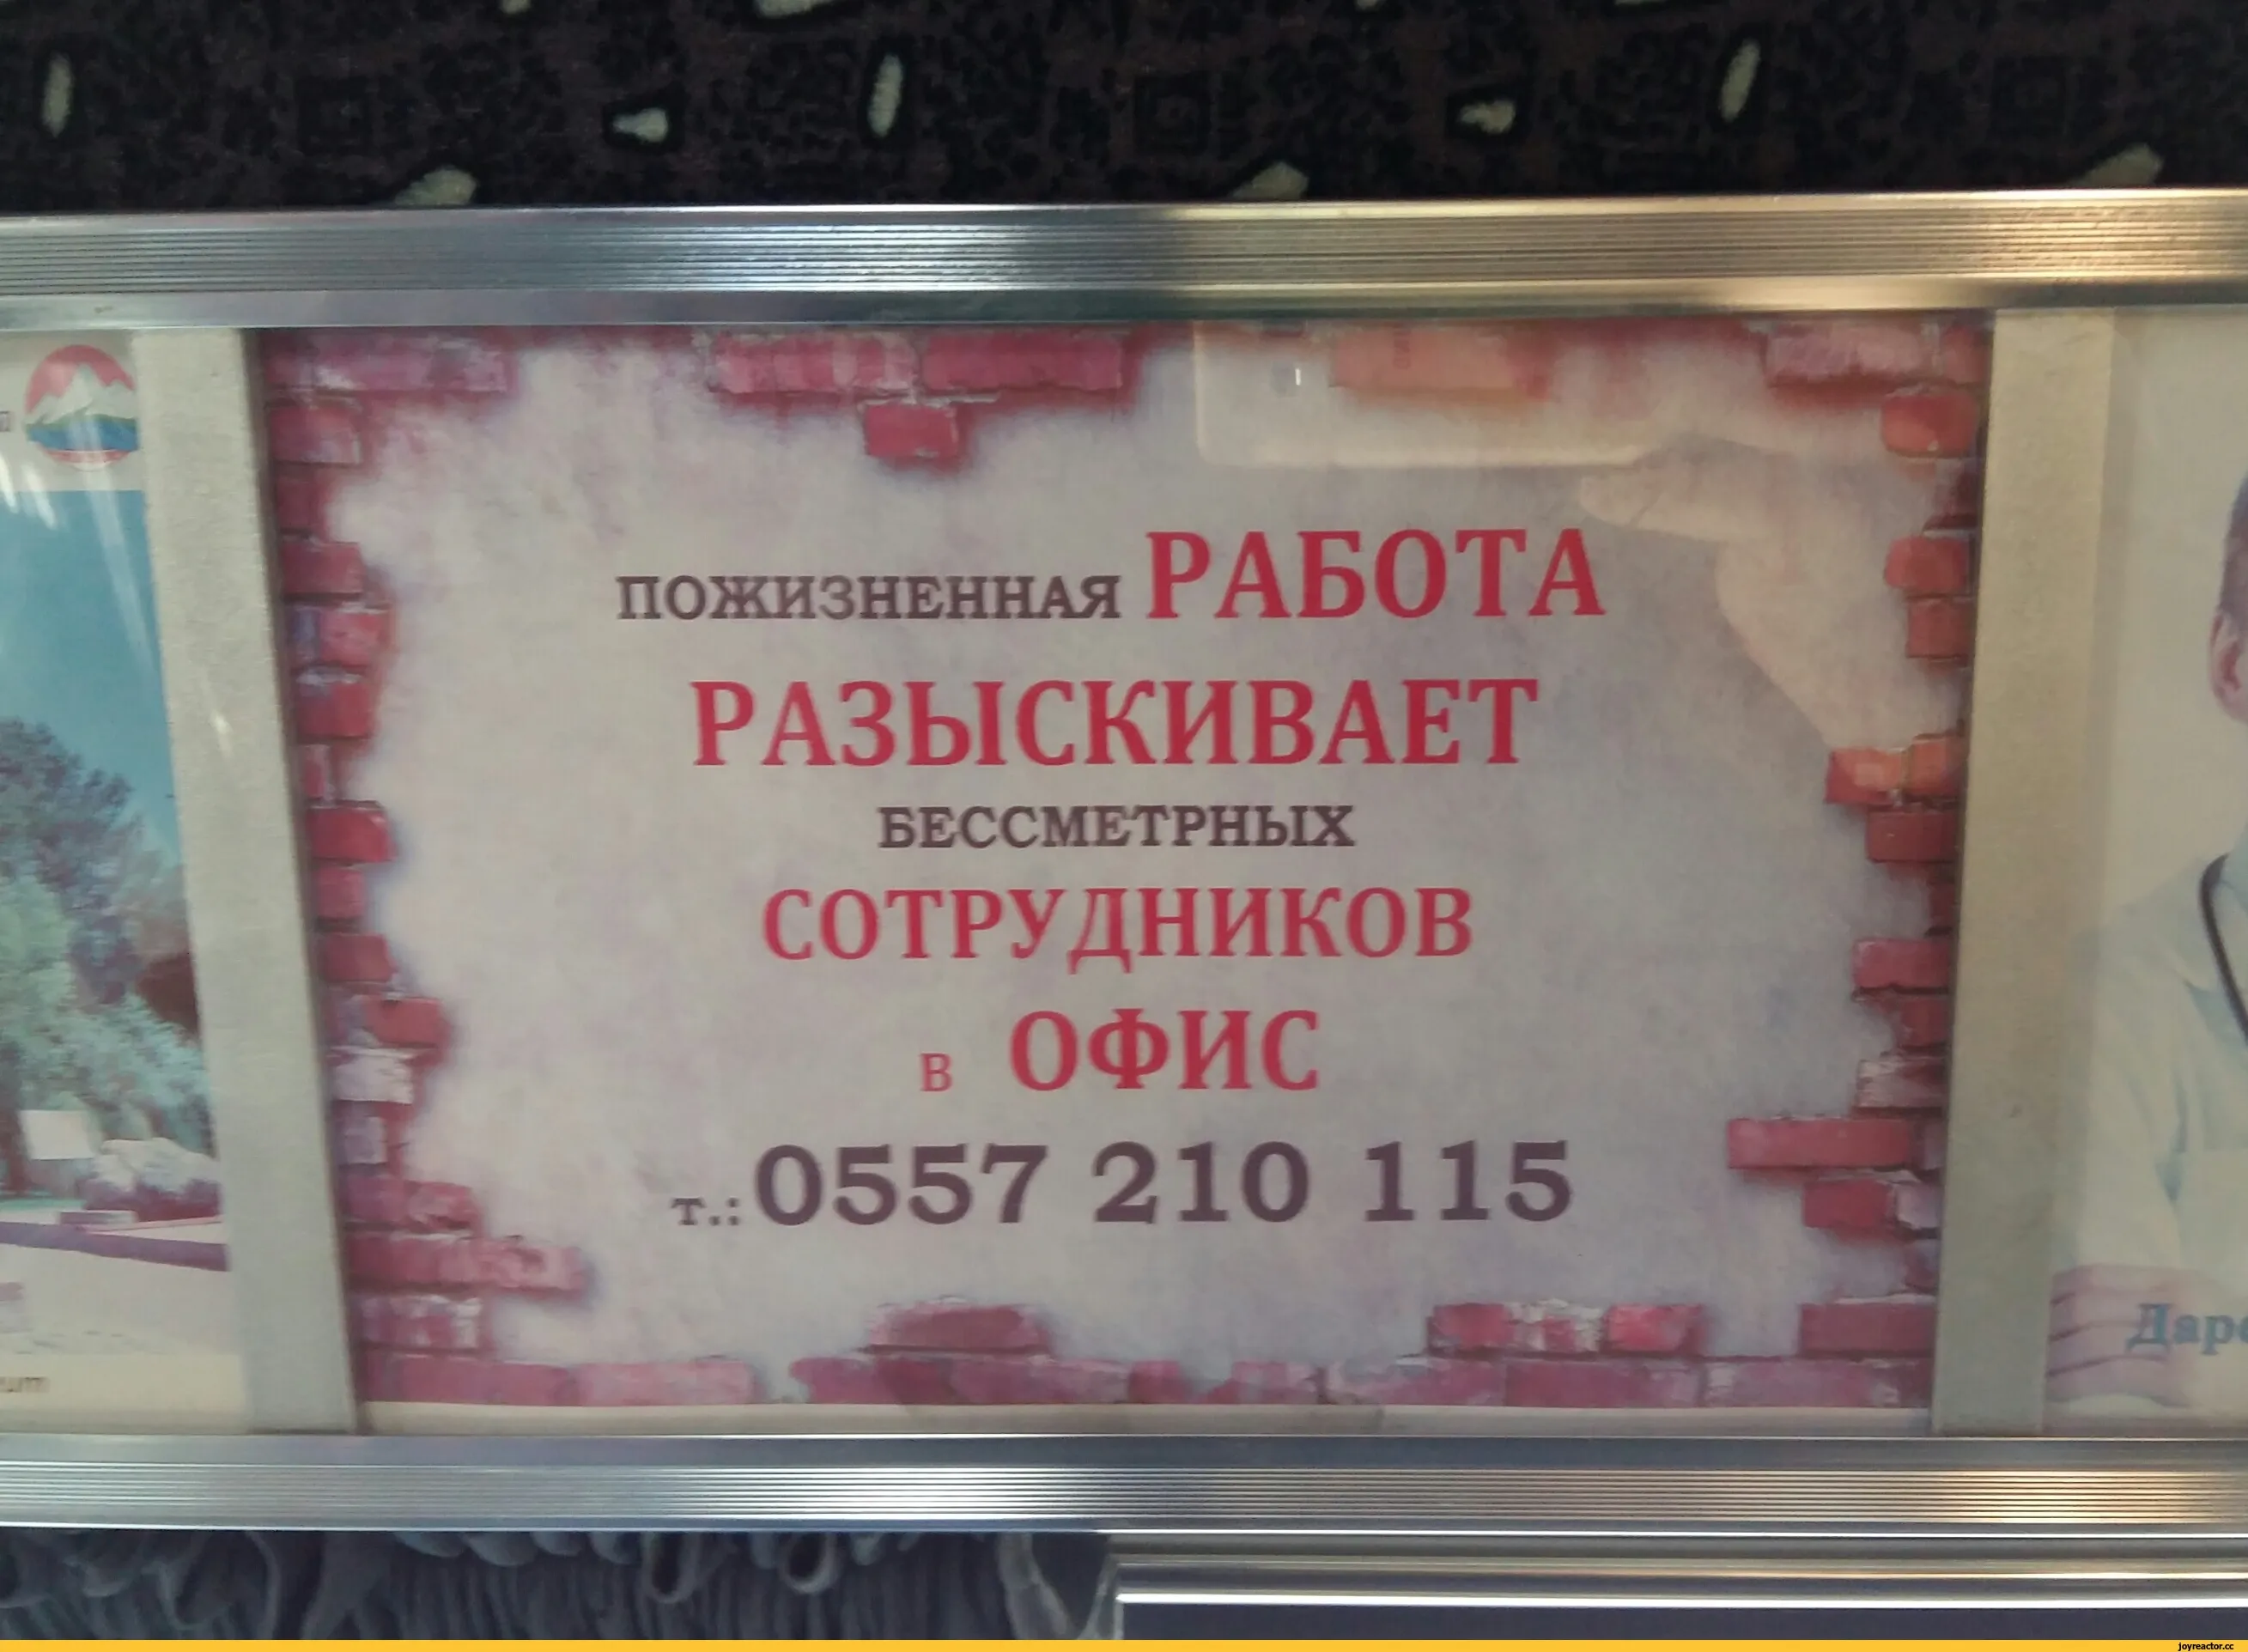 ПОЖИЗНЕННАЯ РАБОТА
РАЗЫСКИВАЕТ
БЕССМЕТРНЫХ
СОТРУДНИКОВ
В ОФИС
Т.: 0557 210 115
joyreactor.cc